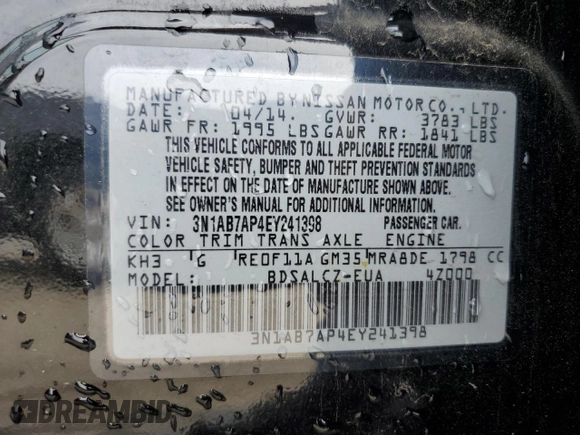 MANUFACTURED BY NISSAN MOTOR CO., LTD.
DATE: 04/14. GVWR: 3783 LBS
GAWR FR: 1995 LBS GAWR RR: 1841 LBS
THIS VEHICLE CONFORMS TO ALL APPLICABLE FEDERAL MOTOR
VEHICLE SAFETY, BUMPER AND THEFT PREVENTION STANDARDS
IN EFFECT ON THE DATE OF MANUFACTURE SHOWN ABOVE.
SEE OWNER'S MANUAL FOR ADDITIONAL INFORMATION.
VIN: 3N1AB7AP4EY241398 PASSENGER CAR.
COLOR TRIM TRANS AXLE ENGINE
KH3 G RE0F11A GM35 MRA8DE 1798 CC
MODEL: BDSALCZ-EUA 4Z000
3N1AB7AP4EY241398
DREAMBID